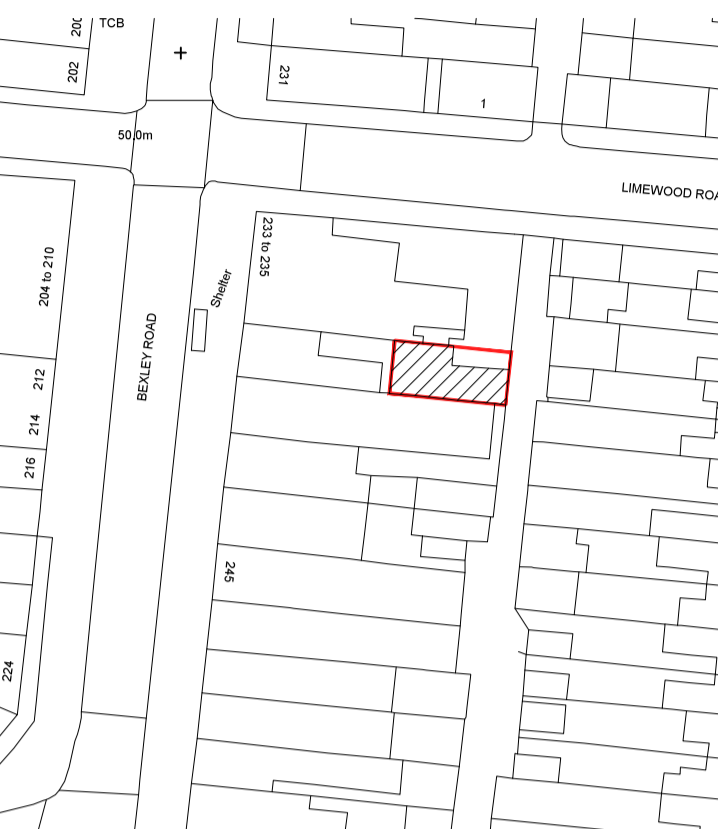 TCB
202
231
1
50.0m
LIMEWOOD ROA
233 to 235
204 to 210
Shelter
BEXLEY ROAD
212
214
216
245
224